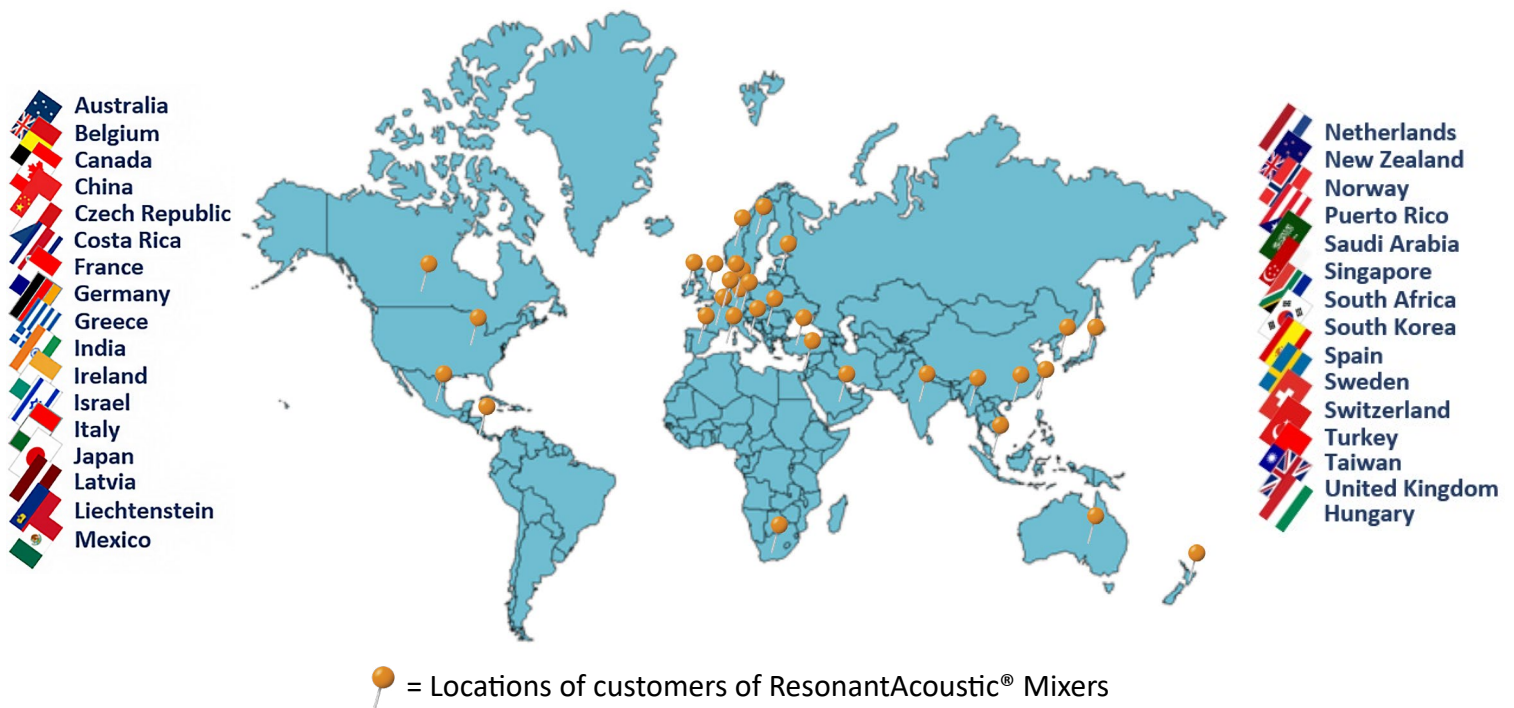 Australia
Belgium
Canada
China
Czech Republic
Costa Rica
France
Germany
Greece
India
Ireland
Israel
Italy
Japan
Latvia
Liechtenstein
Mexico
Netherlands
New Zealand
Norway
Puerto Rico
Saudi Arabia
Singapore
South Africa
South Korea
Spain
Sweden
Switzerland
Turkey
Taiwan
United Kingdom
Hungary
= Locations of customers of ResonantAcoustic® Mixers